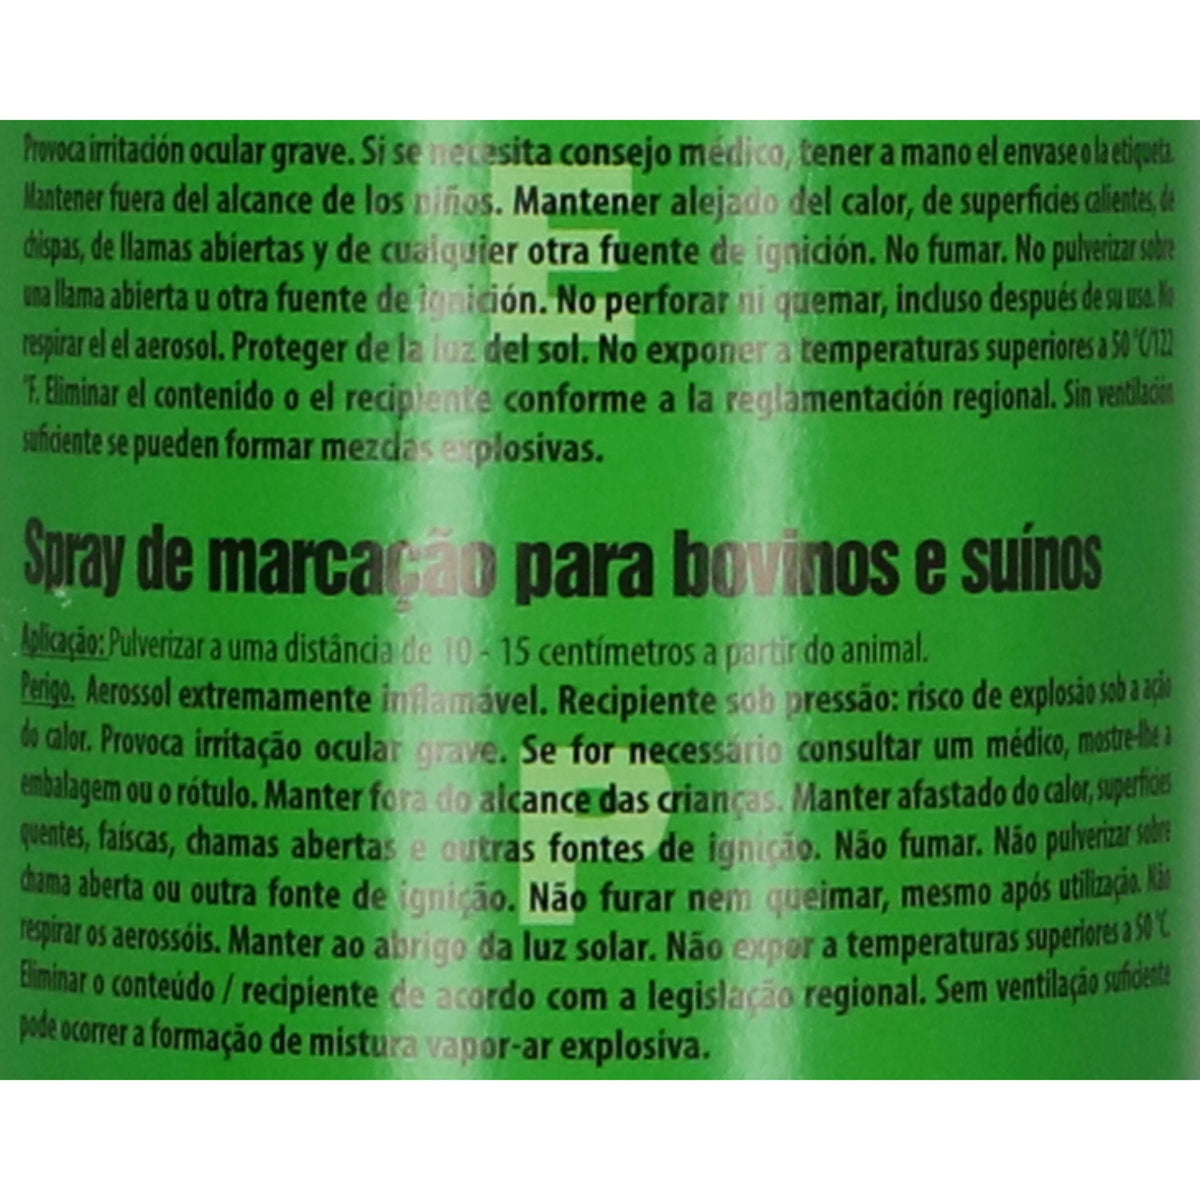 Provoca irritación ocular grave. Si se necesita consejo médico, tener a mano el envase o la etiqueta.
Mantener fuera del alcance de los niños. Mantener alejado del calor, de superficies calientes, de
chispas, de llamas abiertas y de cualquier otra fuente de ignición. No fumar. No pulverizar sobre
una llama abierta u otra fuente de ignición. No perforar ni quemar, incluso después de su uso. No
respirar el el aerosol. Proteger de la luz del sol. No exponer a temperaturas superiores a 50 °C/122
°F. Eliminar el contenido o el recipiente conforme a la reglamentación regional. Sin ventilación
suficiente se pueden formar mezclas explosivas.
E
Spray de marcação para bovinos e suínos
Aplicação: Pulverizar a uma distância de 10 - 15 centímetros a partir do animal.
Perigo. Aerossol extremamente inflamável. Recipiente sob pressão: risco de explosão sob a ação
do calor. Provoca irritação ocular grave. Se for necessário consultar um médico, mostre-lhe a
embalagem ou o rótulo. Manter fora do alcance das crianças. Manter afastado do calor, superfícies
quentes, faíscas, chamas abertas e outras fontes de ignição. Não fumar. Não pulverizar sobre
chama aberta ou outra fonte de ignição. Não furar nem queimar, mesmo após utilização. Não
respirar os aerossóis. Manter ao abrigo da luz solar. Não expor a temperaturas superiores a 50 °C.
Eliminar o conteúdo / recipiente de acordo com a legislação regional. Sem ventilação suficiente
pode ocorrer a formação de mistura vapor-ar explosiva.
P